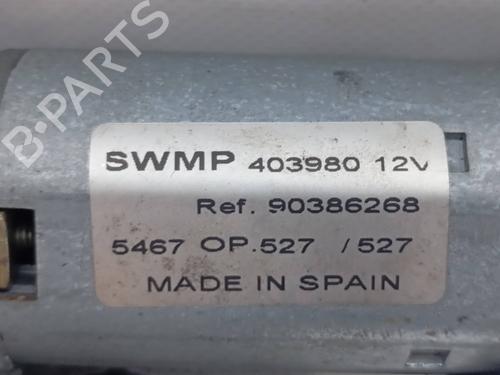 B-PARTS
SWMP 403980 12V
Ref. 90386268
5467 OP.527 /527
MADE IN SPAIN